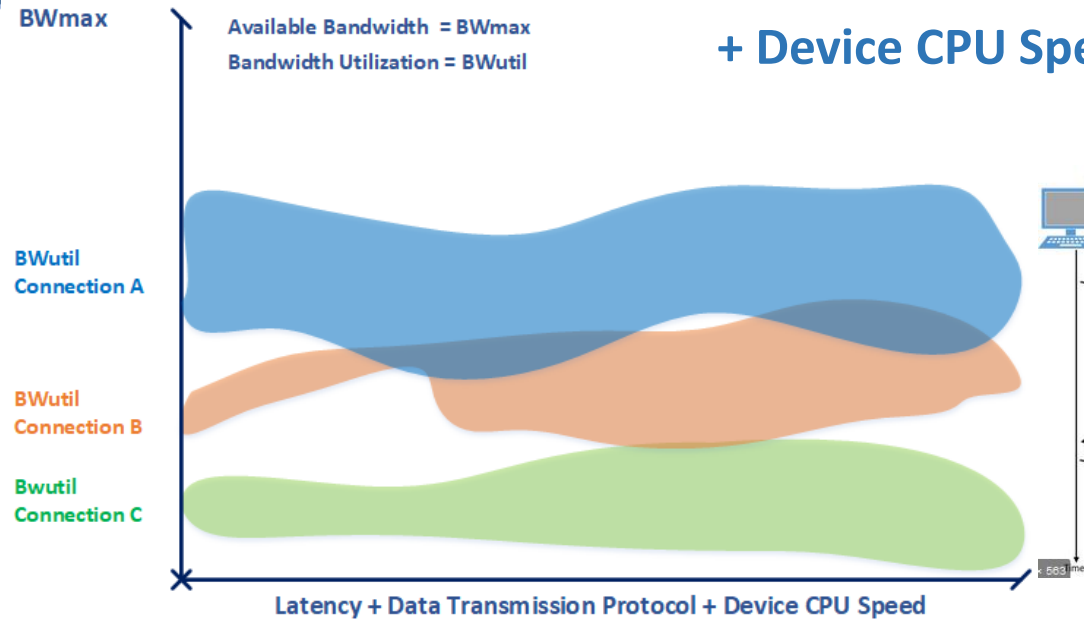 BWmax
Available Bandwidth = BWmax
Bandwidth Utilization = BWutil
+ Device CPU Spe
BWutil
Connection A
BWutil
Connection B
Bwutil
Connection C
× 563
Time
Latency + Data Transmission Protocol + Device CPU Speed